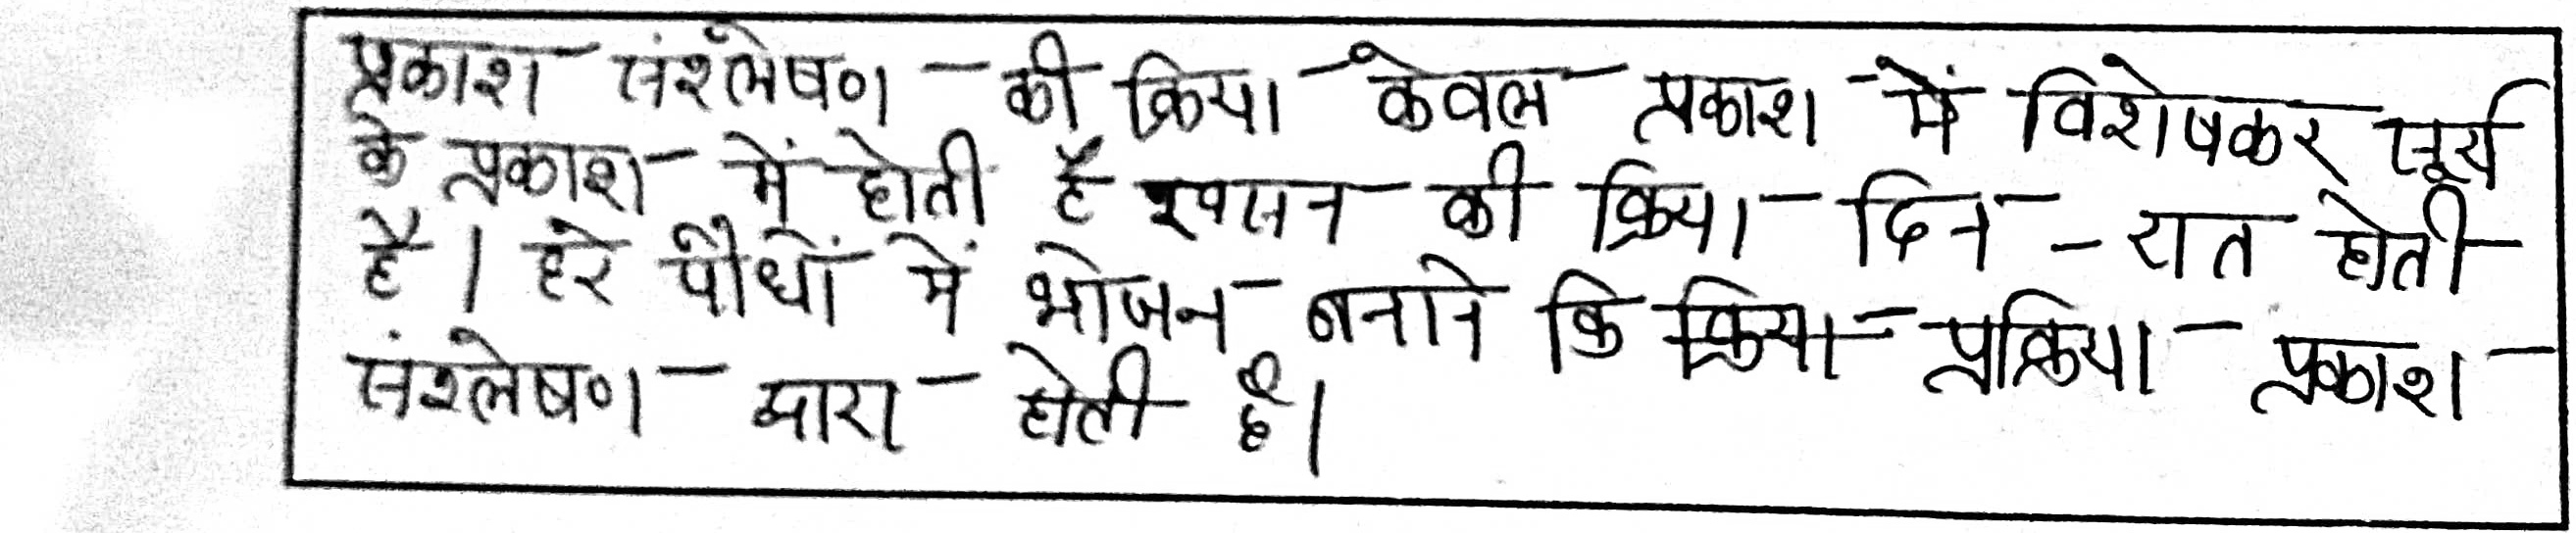 प्रकाश संश्लेषण की क्रिया केवल प्रकाश में विशेषकर सूर्य
के प्रकाश में होती है श्वसन की क्रिया दिन - रात होती
है। हरे पौधों में भोजन बनाने कि क्रिया प्रक्रिया प्रकाश
संश्लेषण द्वारा होती है।